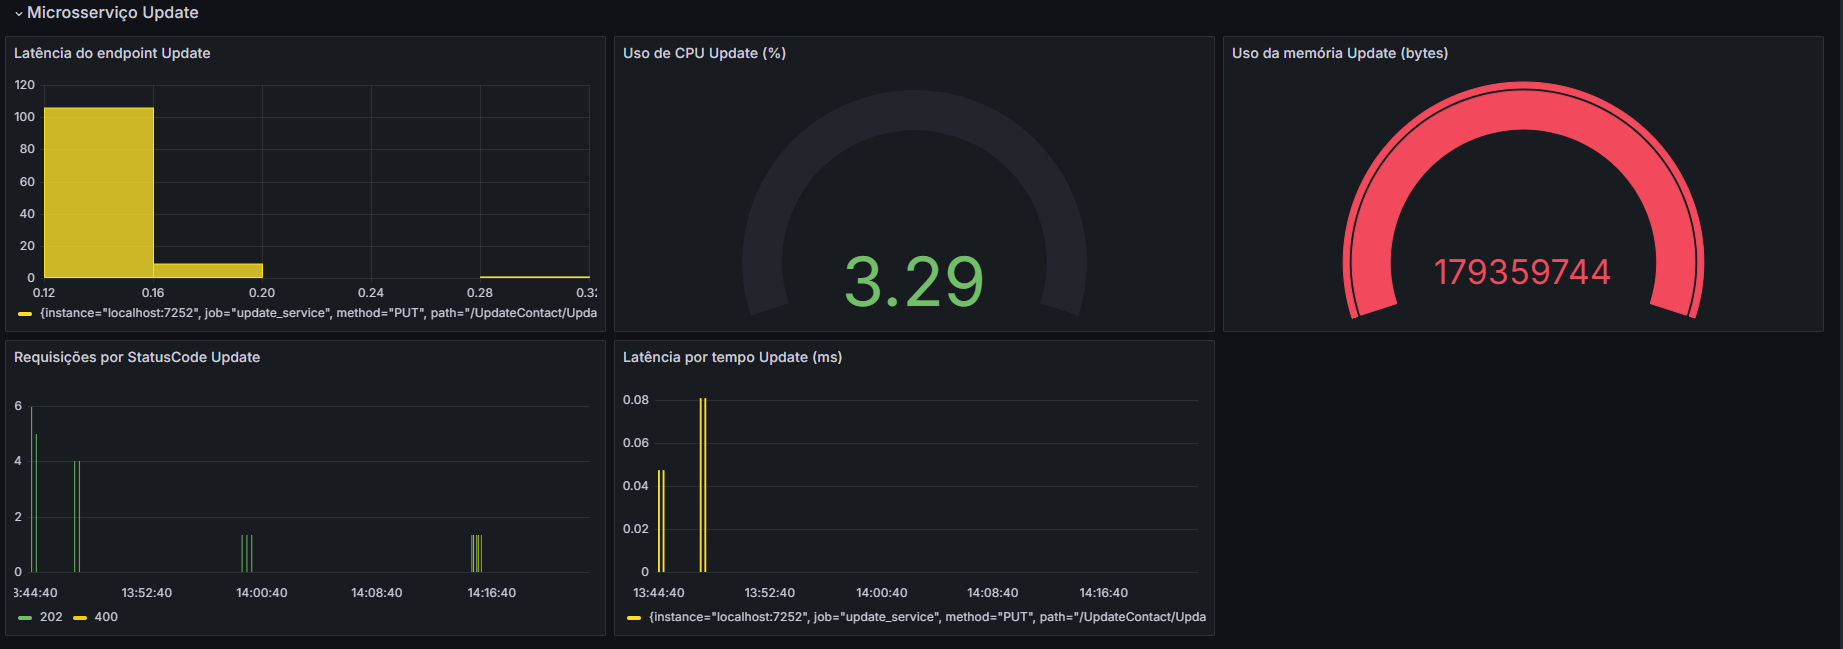 Microsserviço Update
Latência do endpoint Update
120
100
80
60
40
20
0
0.12 0.16 0.20 0.24 0.28 0.32
{instance="localhost:7252", job="update_service", method="PUT", path="/UpdateContact/Upda
Uso de CPU Update (%)
3.29
Uso da memória Update (bytes)
179359744
Requisições por StatusCode Update
6
4
2
0
3:44:40 13:52:40 14:00:40 14:08:40 14:16:40
202 400
Latência por tempo Update (ms)
0.08
0.06
0.04
0.02
0
13:44:40 13:52:40 14:00:40 14:08:40 14:16:40
{instance="localhost:7252", job="update_service", method="PUT", path="/UpdateContact/Upda